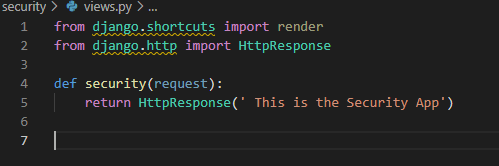 security > views.py > ...
1 from django.shortcuts import render
2 from django.http import HttpResponse
3
4 def security(request):
5 return HttpResponse(' This is the Security App')
6
7